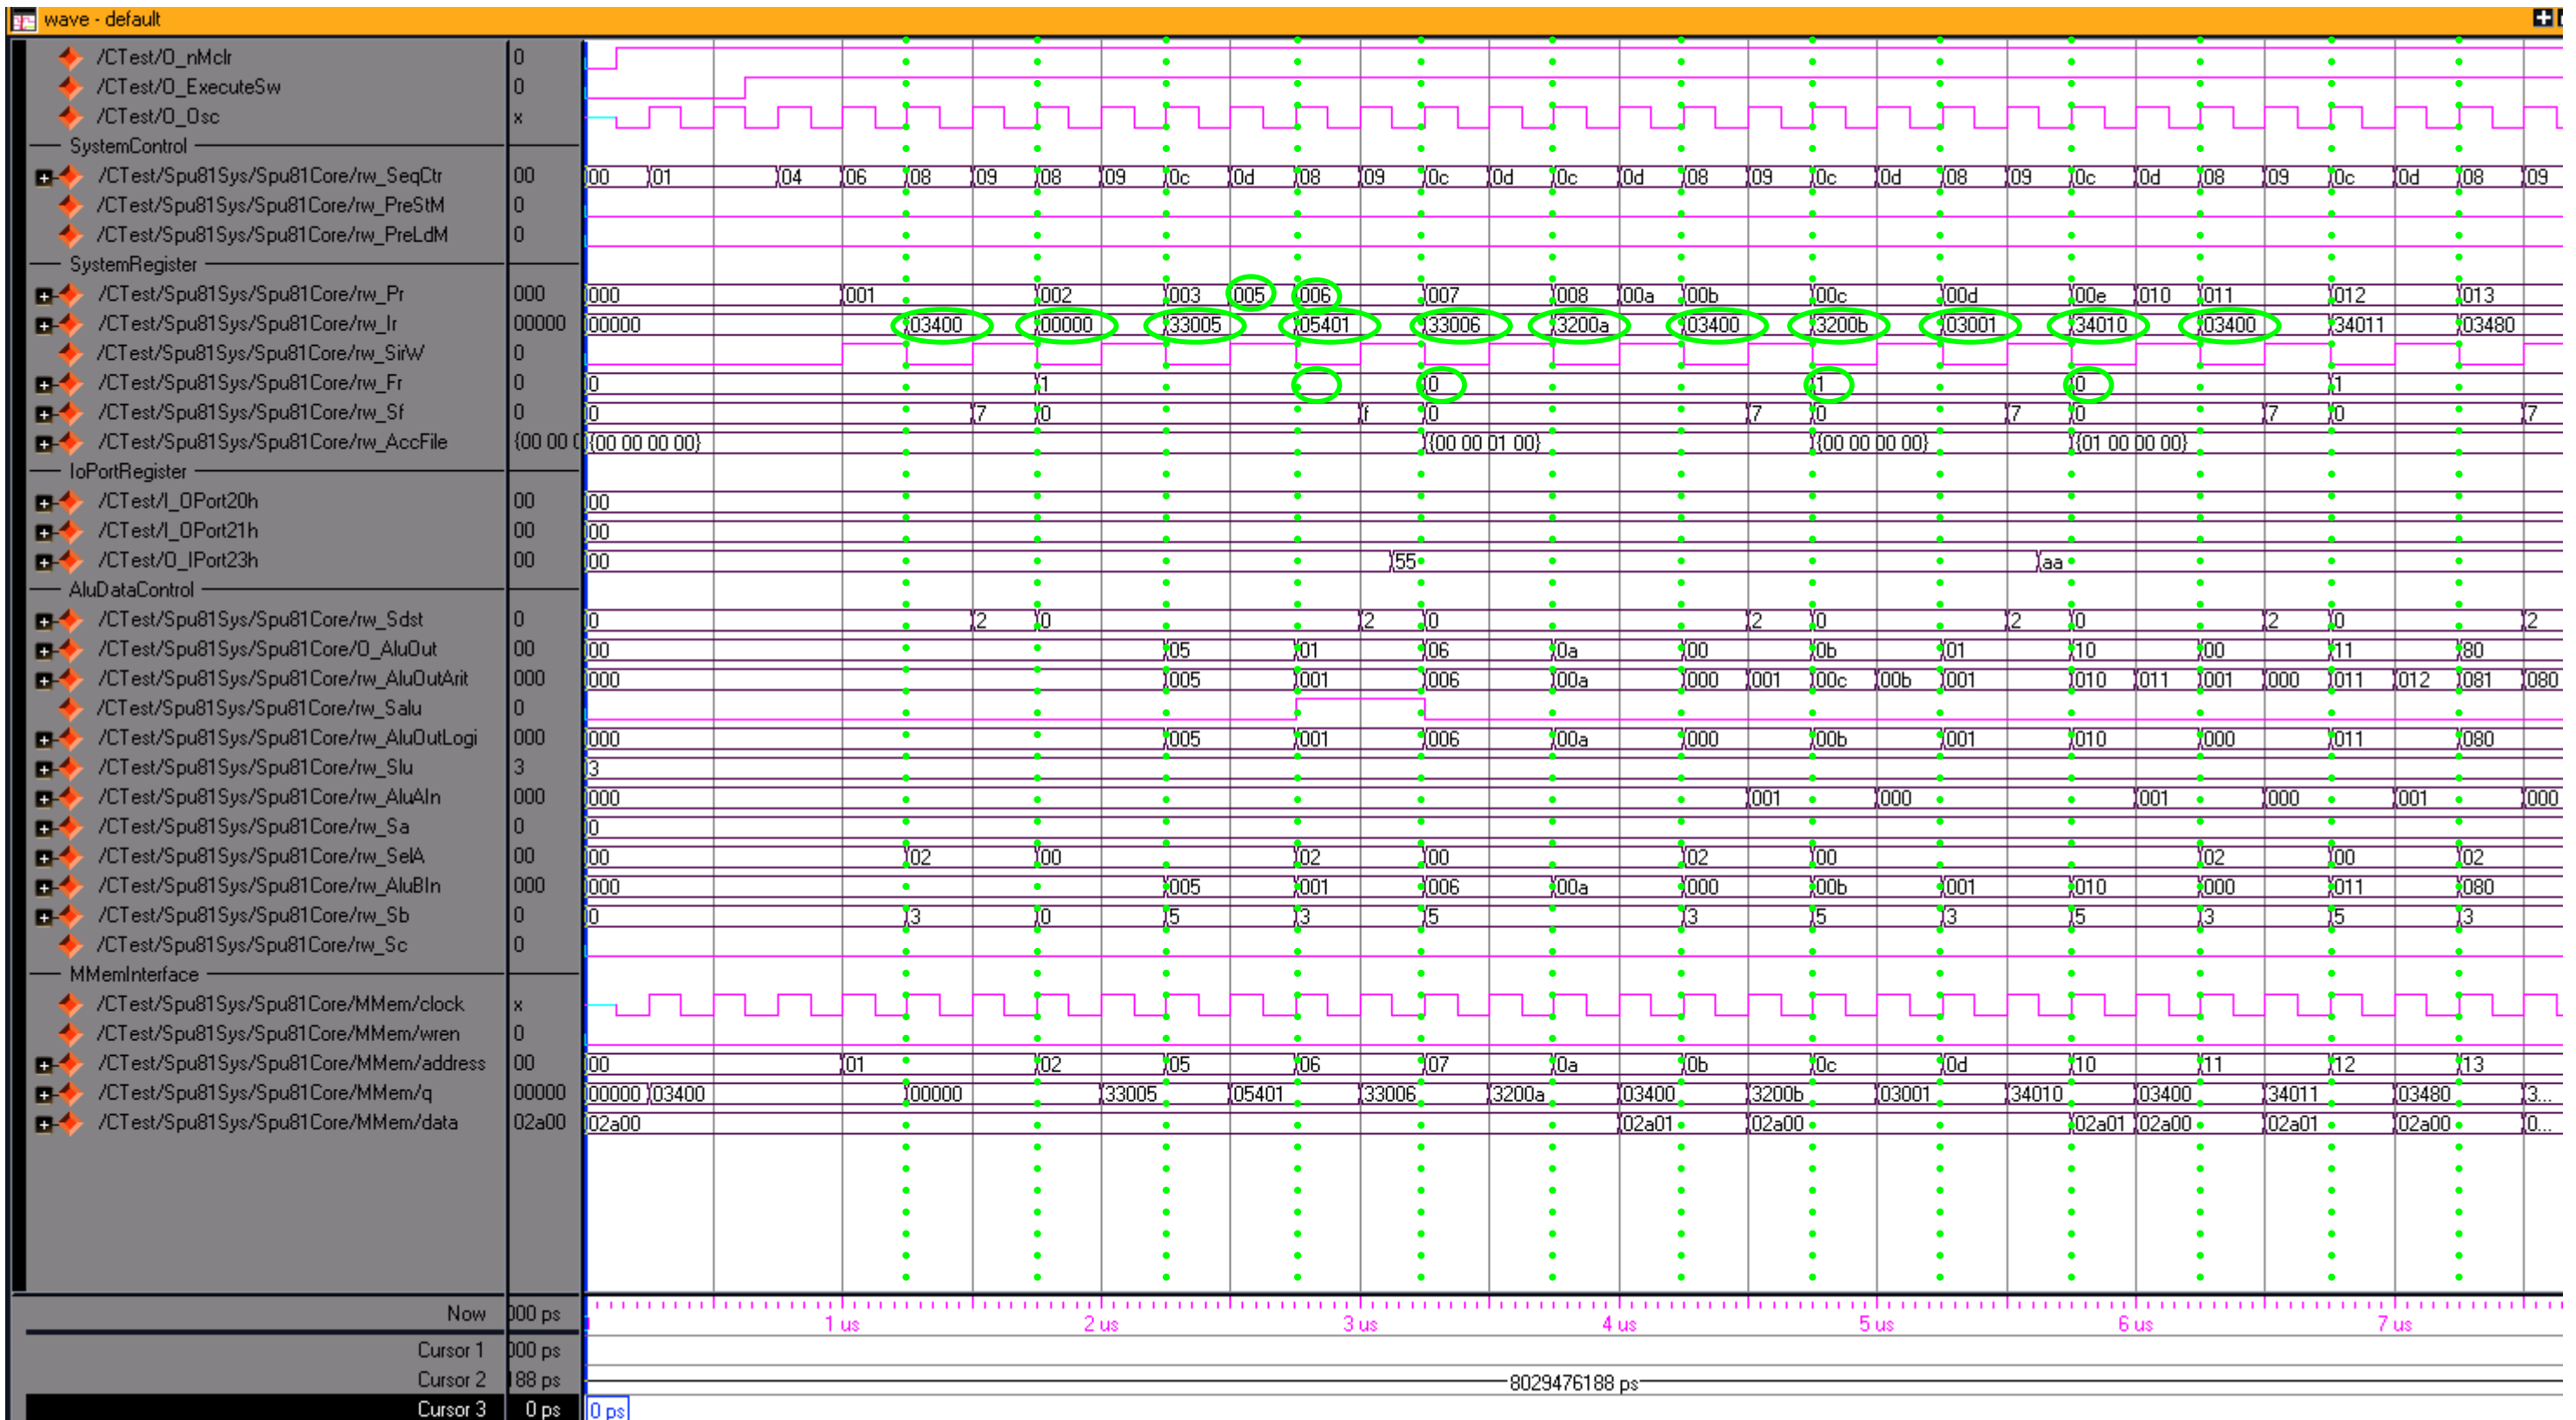 wave - default
/CTest/O_nMclr 0
/CTest/O_ExecuteSw 0
/CTest/O_Osc x
SystemControl
/CTest/Spu81Sys/Spu81Core/rw_SeqCtr 00 00 01 04 06 08 09 08 09 0c 0d 08 09 0c 0d 0c 0d 08 09 0c 0d 08 09 0c 0d 08 09 0c 0d 08 09
/CTest/Spu81Sys/Spu81Core/rw_PreStM 0
/CTest/Spu81Sys/Spu81Core/rw_PreLdM 0
SystemRegister
/CTest/Spu81Sys/Spu81Core/rw_Pr 000 000 001 002 003 005 006 007 008 00a 00b 00c 00d 00e 010 011 012 013
/CTest/Spu81Sys/Spu81Core/rw_Ir 00000 00000 03400 00000 33005 05401 33006 3200a 03400 3200b 03001 34010 03400 34011 03480
/CTest/Spu81Sys/Spu81Core/rw_SirW 0
/CTest/Spu81Sys/Spu81Core/rw_Fr 0 0 1 0 1 0 1
/CTest/Spu81Sys/Spu81Core/rw_Sf 0 0 7 0 f 0 7 0 7 0 7 0 7
/CTest/Spu81Sys/Spu81Core/rw_AccFile {00 00 {00 00 00 00} {00 00 01 00} {00 00 00 00} {01 00 00 00}
IoPortRegister
/CTest/I_OPort20h 00 00
/CTest/I_OPort21h 00 00
/CTest/O_IPort23h 00 00 55 aa
AluDataControl
/CTest/Spu81Sys/Spu81Core/rw_Sdst 0 0 2 0 2 0 2 0 2 0 2 0 2
/CTest/Spu81Sys/Spu81Core/O_AluOut 00 00 05 01 06 0a 00 0b 01 10 00 11 80
/CTest/Spu81Sys/Spu81Core/rw_AluOutArit 000 000 005 001 006 00a 000 001 00c 00b 001 010 011 001 000 011 012 081 080
/CTest/Spu81Sys/Spu81Core/rw_Salu 0
/CTest/Spu81Sys/Spu81Core/rw_AluOutLogi 000 000 005 001 006 00a 000 00b 001 010 000 011 080
/CTest/Spu81Sys/Spu81Core/rw_Slu 3 3
/CTest/Spu81Sys/Spu81Core/rw_AluAIn 000 000 001 000 001 000 001 000
/CTest/Spu81Sys/Spu81Core/rw_Sa 0 0
/CTest/Spu81Sys/Spu81Core/rw_SelA 00 00 02 00 02 00 02 00 02 00 02
/CTest/Spu81Sys/Spu81Core/rw_AluBIn 000 000 005 001 006 00a 000 00b 001 010 000 011 080
/CTest/Spu81Sys/Spu81Core/rw_Sb 0 0 3 0 5 3 5 3 5 3 5 3 5 3
/CTest/Spu81Sys/Spu81Core/rw_Sc 0
MMemInterface
/CTest/Spu81Sys/Spu81Core/MMem/clock x
/CTest/Spu81Sys/Spu81Core/MMem/wren 0
/CTest/Spu81Sys/Spu81Core/MMem/address 00 00 01 02 05 06 07 0a 0b 0c 0d 10 11 12 13
/CTest/Spu81Sys/Spu81Core/MMem/q 00000 00000 03400 00000 33005 05401 33006 3200a 03400 3200b 03001 34010 03400 34011 03480 3...
/CTest/Spu81Sys/Spu81Core/MMem/data 02a00 02a00 02a01 02a00 02a01 02a00 02a01 02a00 0...
Now 000 ps 1 us 2 us 3 us 4 us 5 us 6 us 7 us
Cursor 1 000 ps
Cursor 2 188 ps 8029476188 ps
Cursor 3 0 ps 0 ps